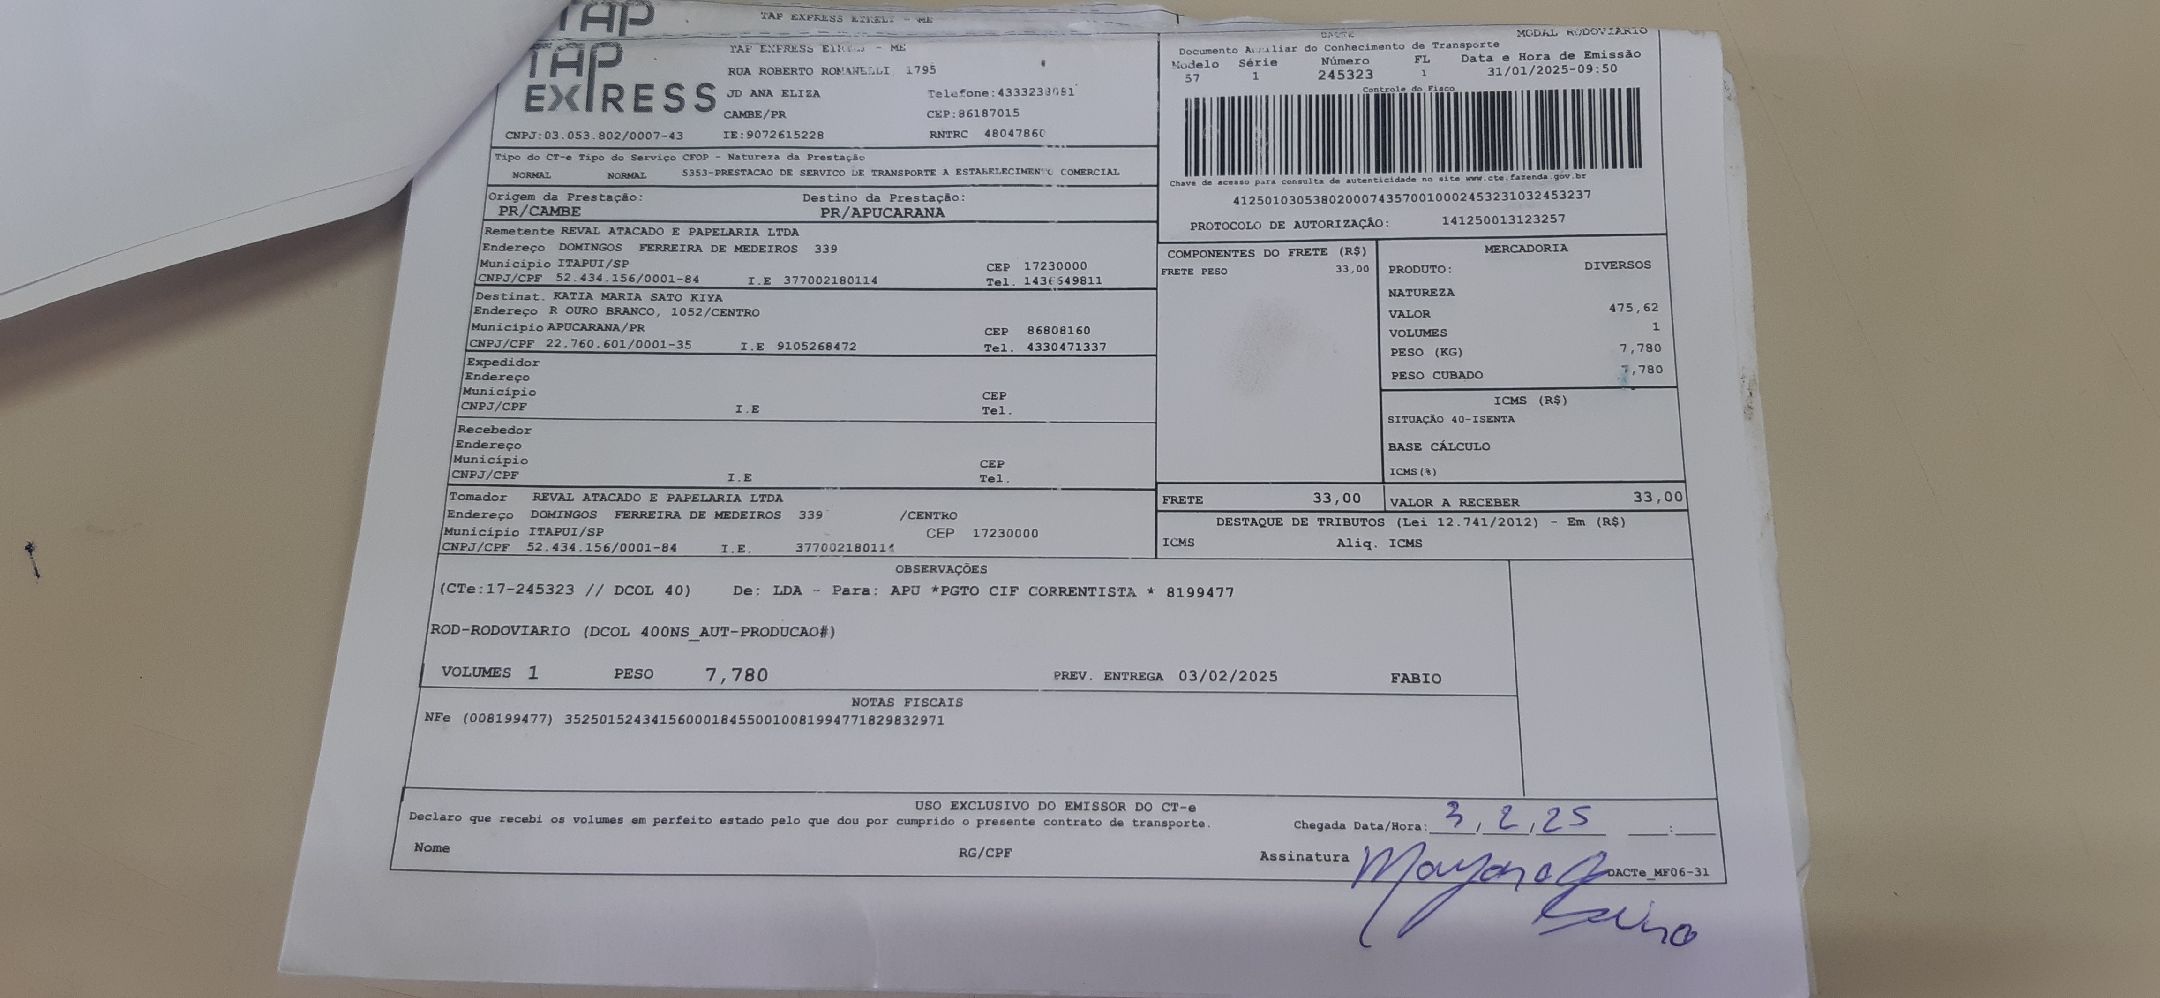 TAP
TAP EXPRESS EIRELI - ME
TAP
EXPRESS
TAP EXPRESS EIRELI - ME
RUA ROBERTO ROMANELLI 1795
JD ANA ELIZA Telefone:4333238081
CAMBE/PR CEP:86187015
CNPJ:03.053.802/0007-43 IE:9072615228 RNTRC 48047860
DACTE MODAL RODOVIÁRIO
Documento Auxiliar do Conhecimento de Transporte
Modelo Série Número FL Data e Hora de Emissão
57 1 245323 1 31/01/2025-09:50
Controle do Fisco
Chave de acesso para consulta de autenticidade no site www.cte.fazenda.gov.br
41250103053802000743570010002453231032453237
PROTOCOLO DE AUTORIZAÇÃO: 141250013123257
Tipo do CT-e Tipo do Serviço CFOP - Natureza da Prestação
NORMAL NORMAL 5353-PRESTACAO DE SERVICO DE TRANSPORTE A ESTABELECIMENTO COMERCIAL
Origem da Prestação: Destino da Prestação:
PR/CAMBE PR/APUCARANA
Remetente REVAL ATACADO E PAPELARIA LTDA
Endereço DOMINGOS FERREIRA DE MEDEIROS 339
Municipio ITAPUI/SP CEP 17230000
CNPJ/CPF 52.434.156/0001-84 I.E 377002180114 Tel. 1436649811
Destinat. KATIA MARIA SATO KIYA
Endereço R OURO BRANCO, 1052/CENTRO
Município APUCARANA/PR CEP 86808160
CNPJ/CPF 22.760.601/0001-35 I.E 9105268472 Tel. 4330471337
Expedidor
Endereço
Município CEP
CNPJ/CPF I.E Tel.
Recebedor
Endereço
Município CEP
CNPJ/CPF I.E Tel.
Tomador REVAL ATACADO E PAPELARIA LTDA
Endereço DOMINGOS FERREIRA DE MEDEIROS 339 /CENTRO
Município ITAPUI/SP CEP 17230000
CNPJ/CPF 52.434.156/0001-84 I.E. 377002180114
COMPONENTES DO FRETE (R$)
FRETE PESO 33,00
MERCADORIA
PRODUTO: DIVERSOS
NATUREZA
VALOR 475,62
VOLUMES 1
PESO (KG) 7,780
PESO CUBADO 7,780
ICMS (R$)
SITUAÇÃO 40-ISENTA
BASE CÁLCULO
ICMS(%)
FRETE 33,00 VALOR A RECEBER 33,00
DESTAQUE DE TRIBUTOS (Lei 12.741/2012) - Em (R$)
ICMS Aliq. ICMS
OBSERVAÇÕES
(CTe:17-245323 // DCOL 40) De: LDA - Para: APU *PGTO CIF CORRENTISTA * 8199477
ROD-RODOVIARIO (DCOL 400NS_AUT-PRODUCAO#)
VOLUMES 1 PESO 7,780 PREV. ENTREGA 03/02/2025 FABIO
NOTAS FISCAIS
NFe (008199477) 35250152434156000184550010081994771829832971
USO EXCLUSIVO DO EMISSOR DO CT-e
Declaro que recebi os volumes em perfeito estado pelo que dou por cumprido o presente contrato de transporte. Chegada Data/Hora: 3/2/25 __:__
Nome RG/CPF Assinatura DACTe_MF06-31